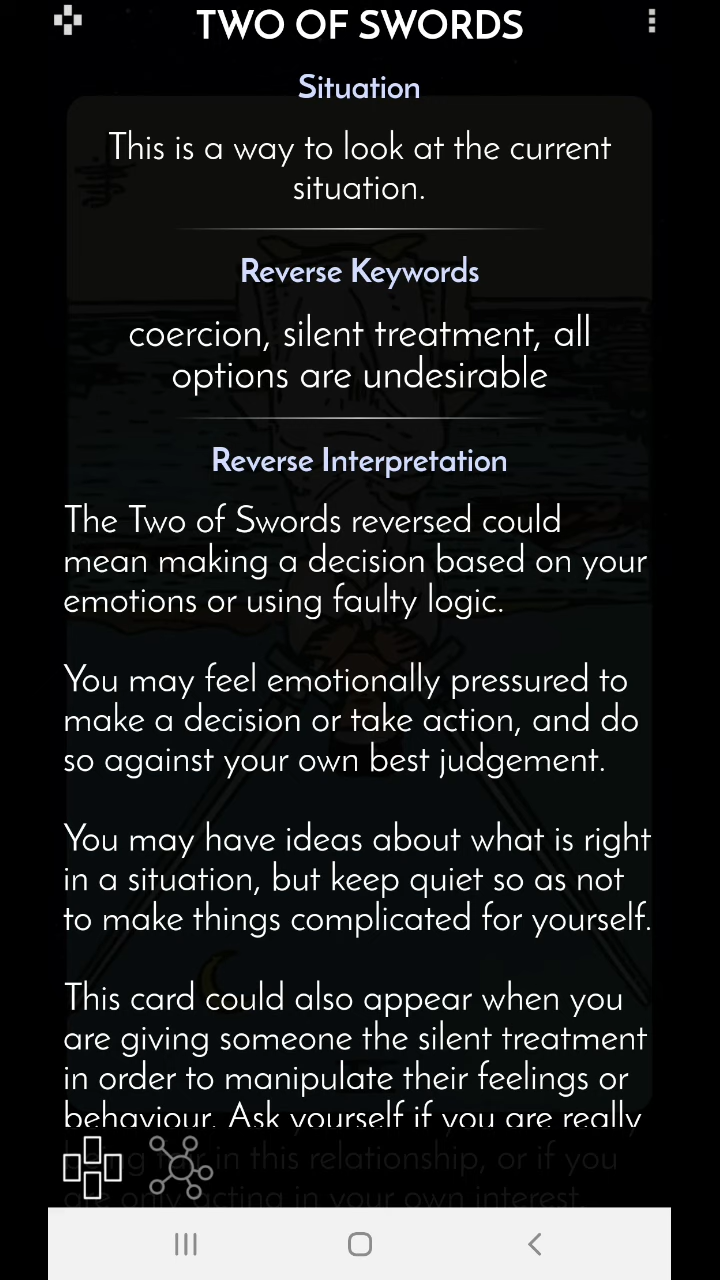 TWO OF SWORDS
Situation
This is a way to look at the current
situation.
Reverse Keywords
coercion, silent treatment, all
options are undesirable
Reverse Interpretation
The Two of Swords reversed could
mean making a decision based on your
emotions or using faulty logic.
You may feel emotionally pressured to
make a decision or take action, and do
so against your own best judgement.
You may have ideas about what is right
in a situation, but keep quiet so as not
to make things complicated for yourself.
This card could also appear when you
are giving someone the silent treatment
in order to manipulate their feelings or
behaviour. Ask yourself if you are really
in this relationship, or if you
are only acting in your own interest.